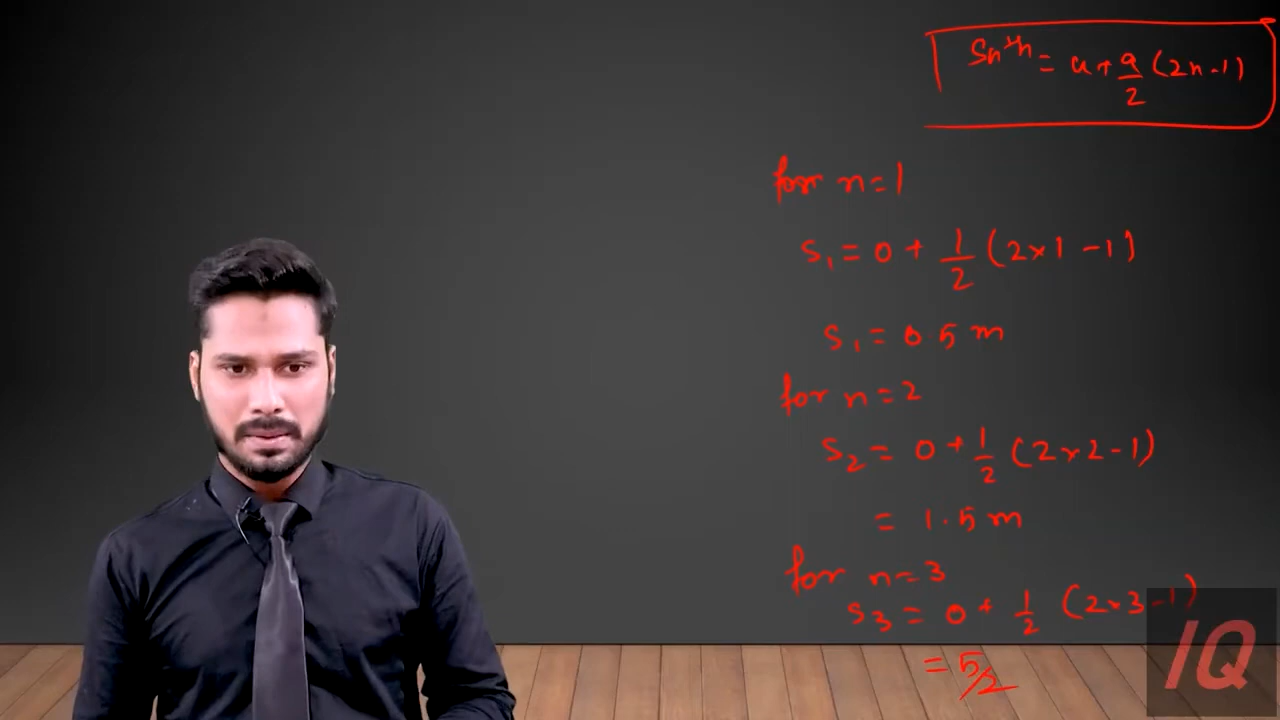 Snth = u + a/2 (2n-1)
for n=1
S1 = 0 + 1/2 (2×1-1)
S1 = 0.5 m
for n=2
S2 = 0 + 1/2 (2×2-1)
= 1.5 m
for n=3
S3 = 0 + 1/2 (2×3-1)
= 5/2
IQ